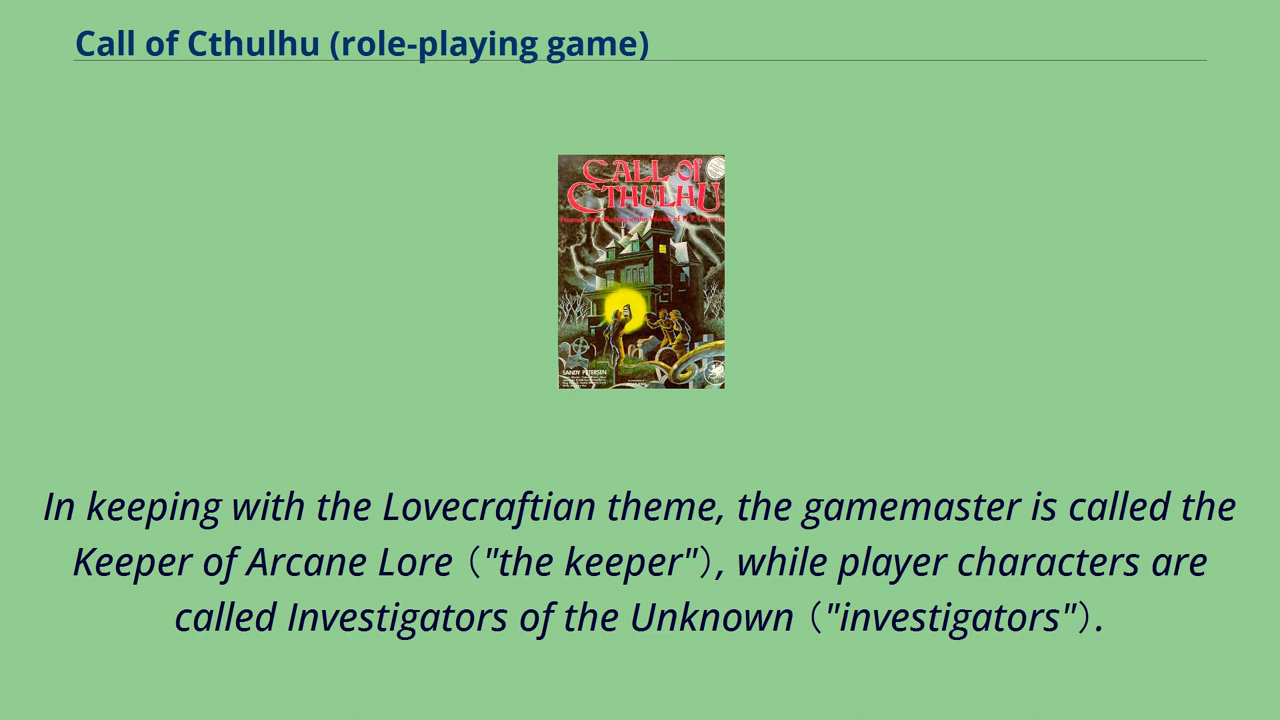 Call of Cthulhu (role-playing game)
CALL of
CTHULHU
SANDY PETERSEN
In keeping with the Lovecraftian theme, the gamemaster is called the
Keeper of Arcane Lore ("the keeper"), while player characters are
called Investigators of the Unknown ("investigators").